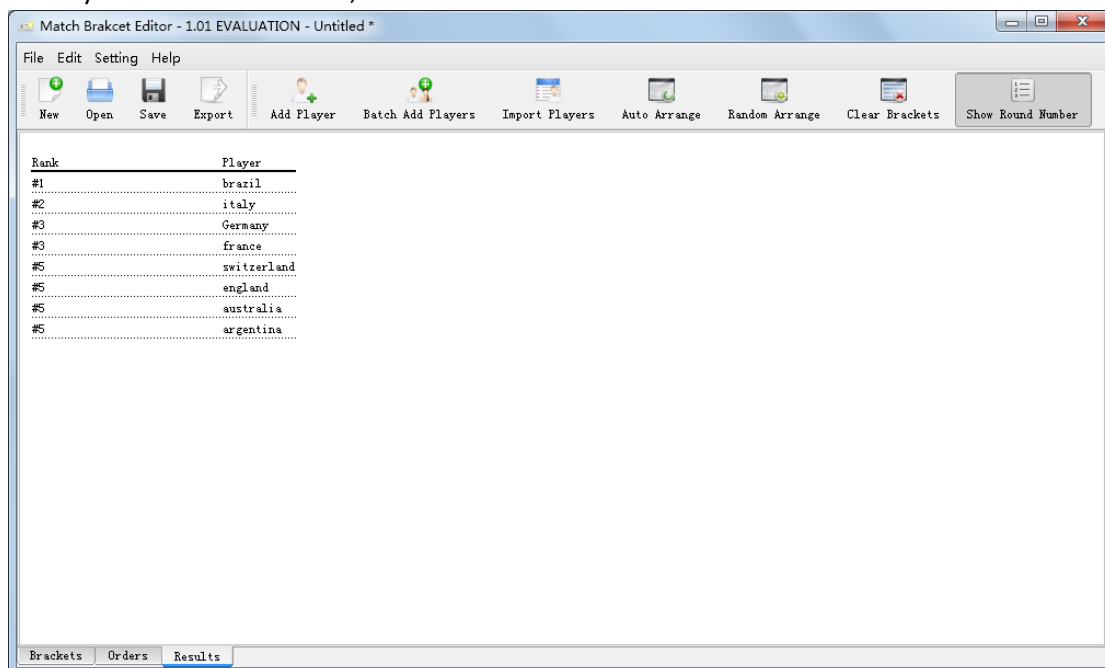 Match Brakcet Editor - 1.01 EVALUATION - Untitled *
File Edit Setting Help
New Open Save Export Add Player Batch Add Players Import Players Auto Arrange Random Arrange Clear Brackets Show Round Number
Rank Player
#1 brazil
#2 italy
#3 Germany
#3 france
#5 switzerland
#5 england
#5 australia
#5 argentina
Brackets Orders Results